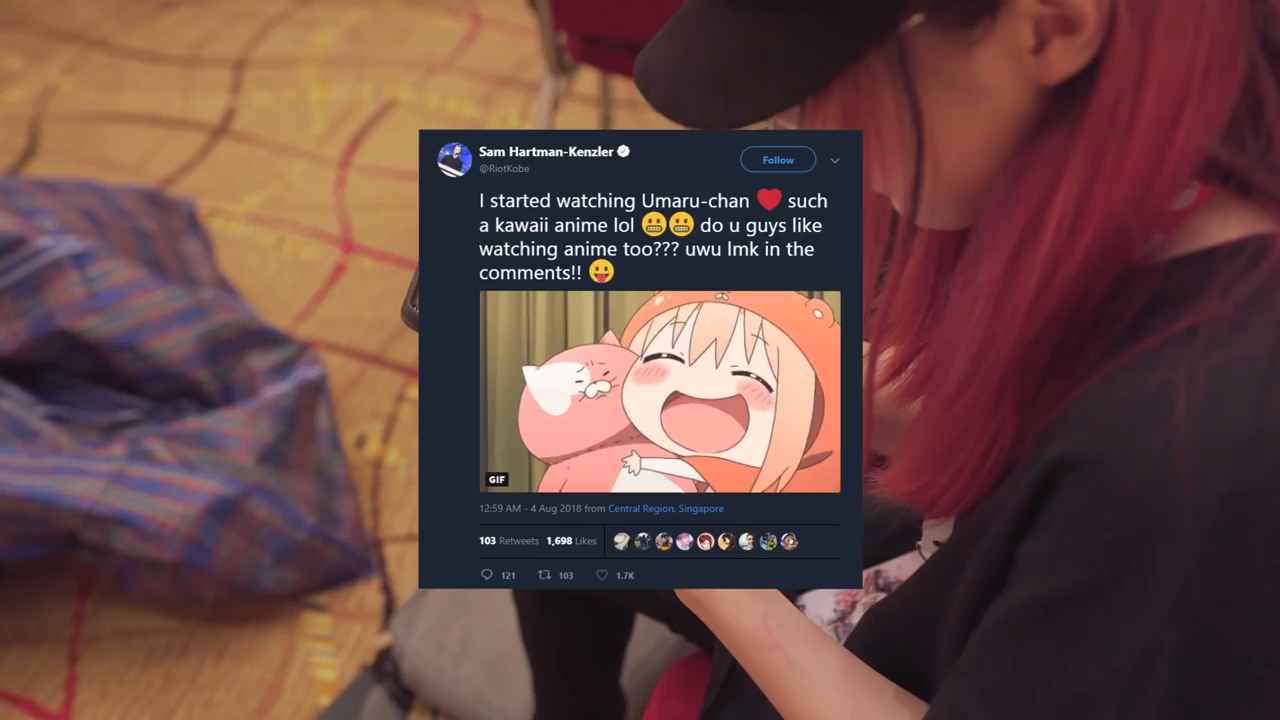 Sam Hartman-Kenzler
@RiotKobe
Follow
I started watching Umaru-chan ❤️ such
a kawaii anime lol 😬😬 do u guys like
watching anime too??? uwu lmk in the
comments!! 😛
GIF
12:59 AM - 4 Aug 2018 from Central Region, Singapore
103 Retweets 1,698 Likes
121 103 1.7K